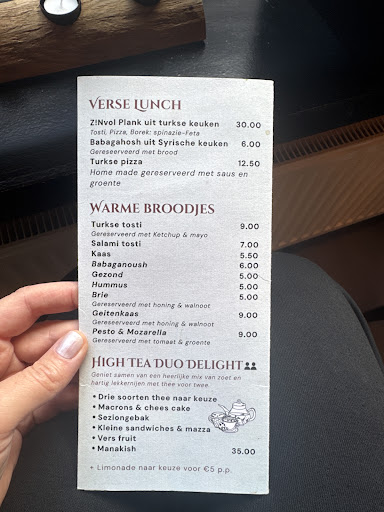 VERSE LUNCH
Z!Nvol Plank uit turkse keuken 30.00
Tosti, Pizza, Borek: spinazie-Feta
Babagahosh uit Syrische keuken 6.00
Gereseerveerd met brood
Turkse pizza 12.50
Home made gereserveerd met saus en
groente
WARME BROODJES
Turkse tosti 9.00
Gereserveerd met Ketchup & mayo
Salami tosti 7.00
Kaas 5.50
Babaganoush 6.00
Gezond 5.00
Hummus 5.00
Brie 5.00
Gereserveerd met honing & walnoot
Geitenkaas 9.00
Gereserveerd met honing & walnoot
Pesto & Mozarella 9.00
Gereserveerd met tomaat & groente
HIGH TEA DUO DELIGHT
Geniet samen van een heerlijke mix van zoet en
hartig lekkernijen met thee voor twee.
• Drie soorten thee naar keuze
• Macrons & chees cake
• Seziongebak
• Kleine sandwiches & mazza
• Vers fruit
• Manakish 35.00
+ Limonade naar keuze voor €5 p.p.